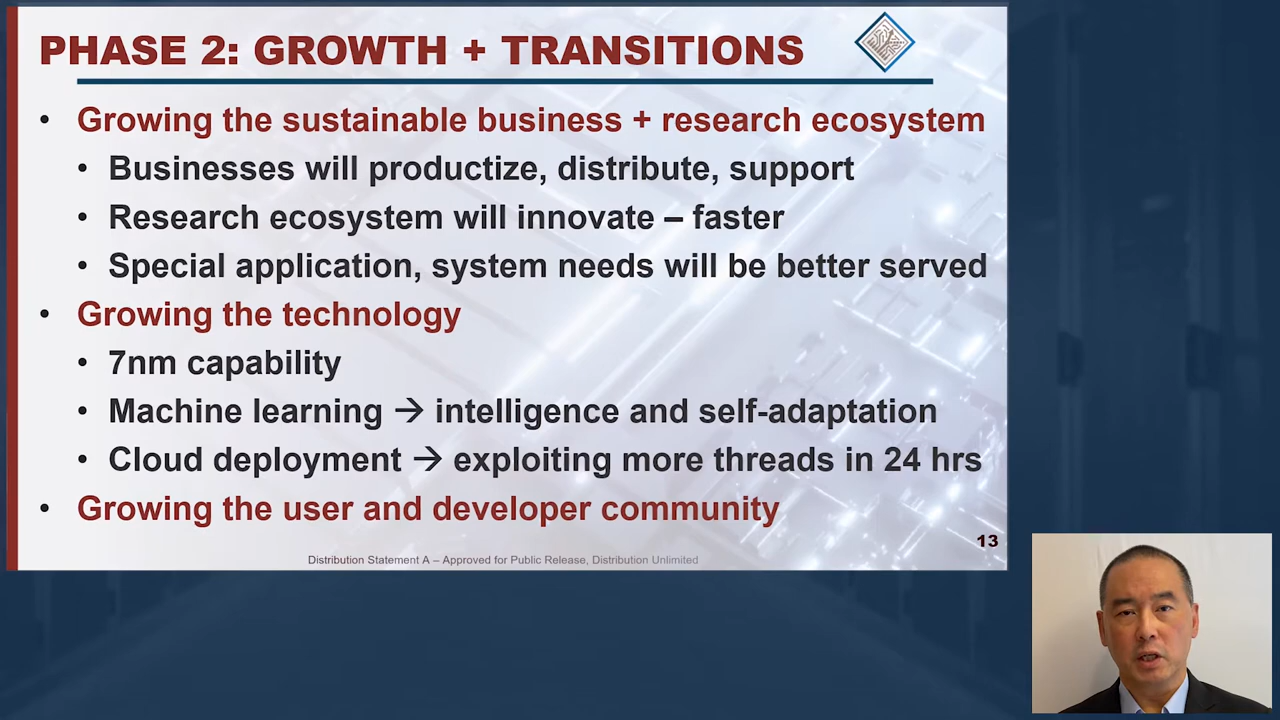 PHASE 2: GROWTH + TRANSITIONS
• Growing the sustainable business + research ecosystem
• Businesses will productize, distribute, support
• Research ecosystem will innovate – faster
• Special application, system needs will be better served
• Growing the technology
• 7nm capability
• Machine learning → intelligence and self-adaptation
• Cloud deployment → exploiting more threads in 24 hrs
• Growing the user and developer community
13
Distribution Statement A – Approved for Public Release, Distribution Unlimited